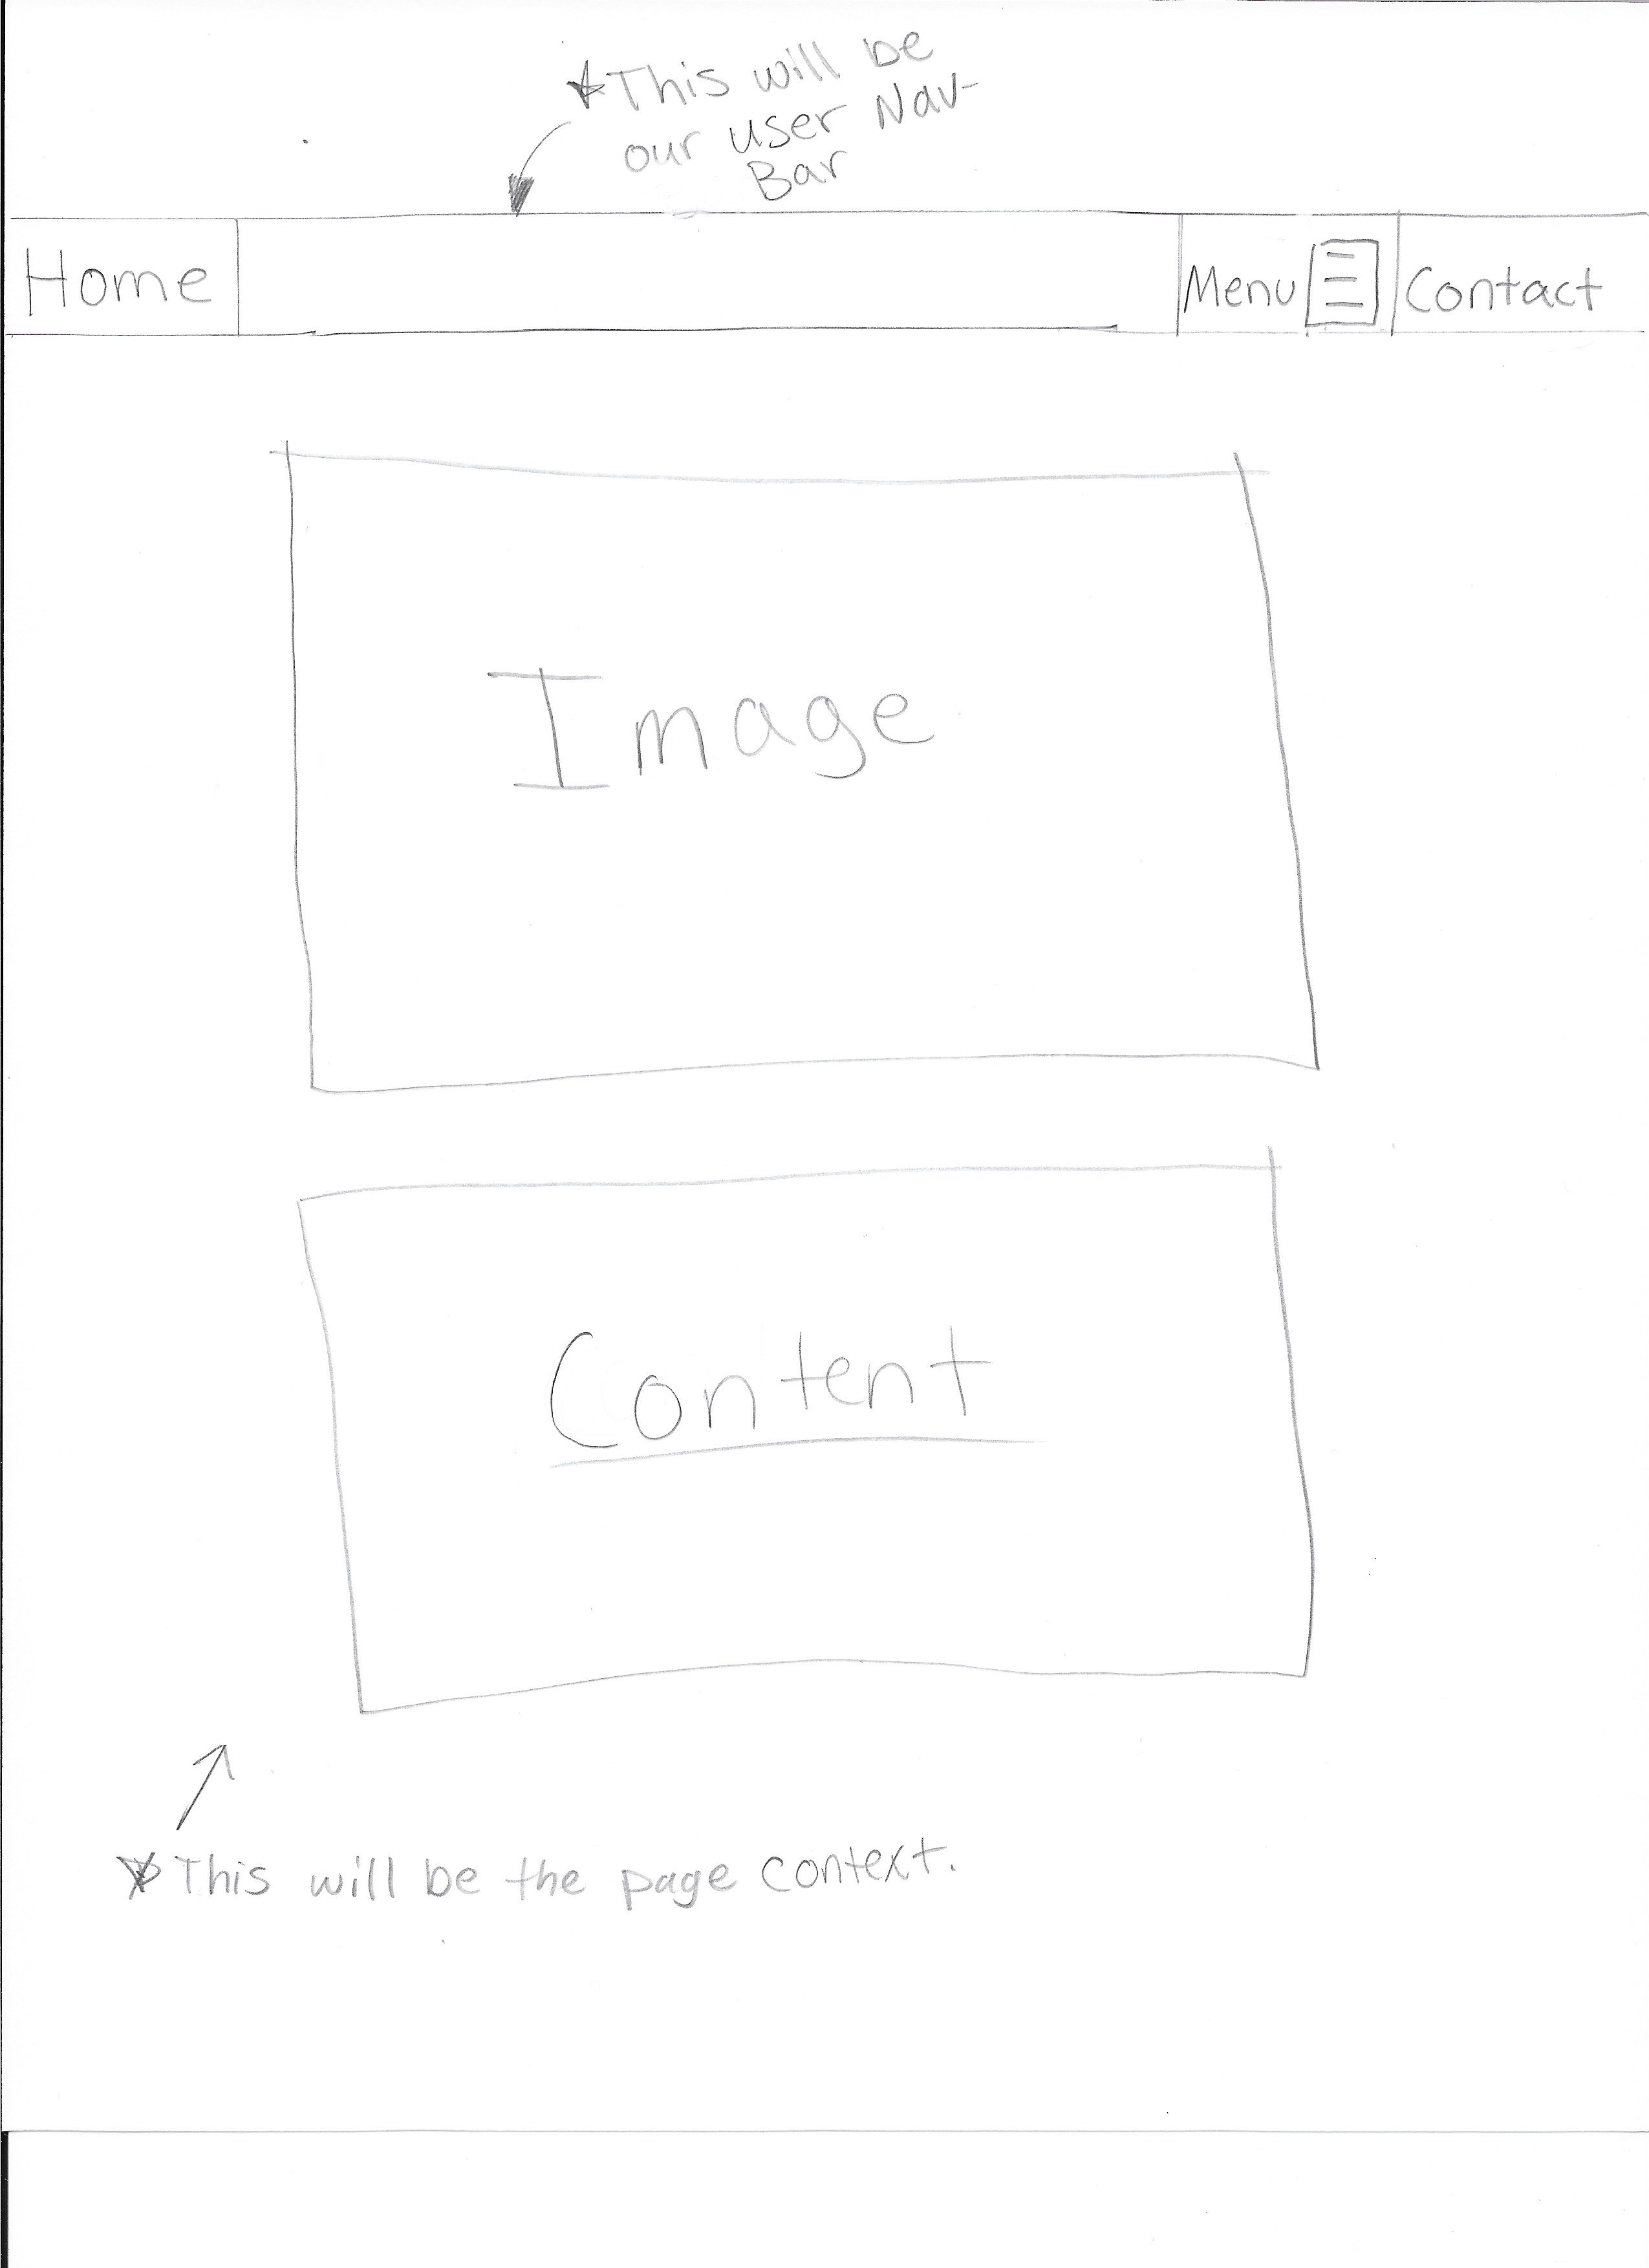 *This will be
our user Nav-
Bar
Home
Menu
Contact
Image
Content
*This will be the page context.